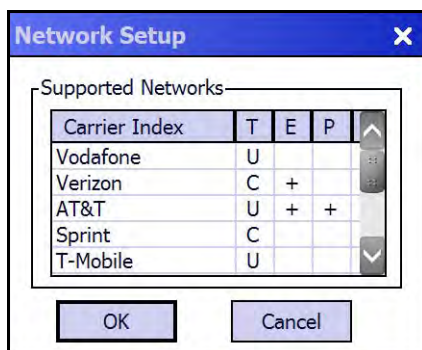 Network Setup
Supported Networks
Carrier Index T E P
Vodafone U
Verizon C +
AT&T U + +
Sprint C
T-Mobile U
OK Cancel